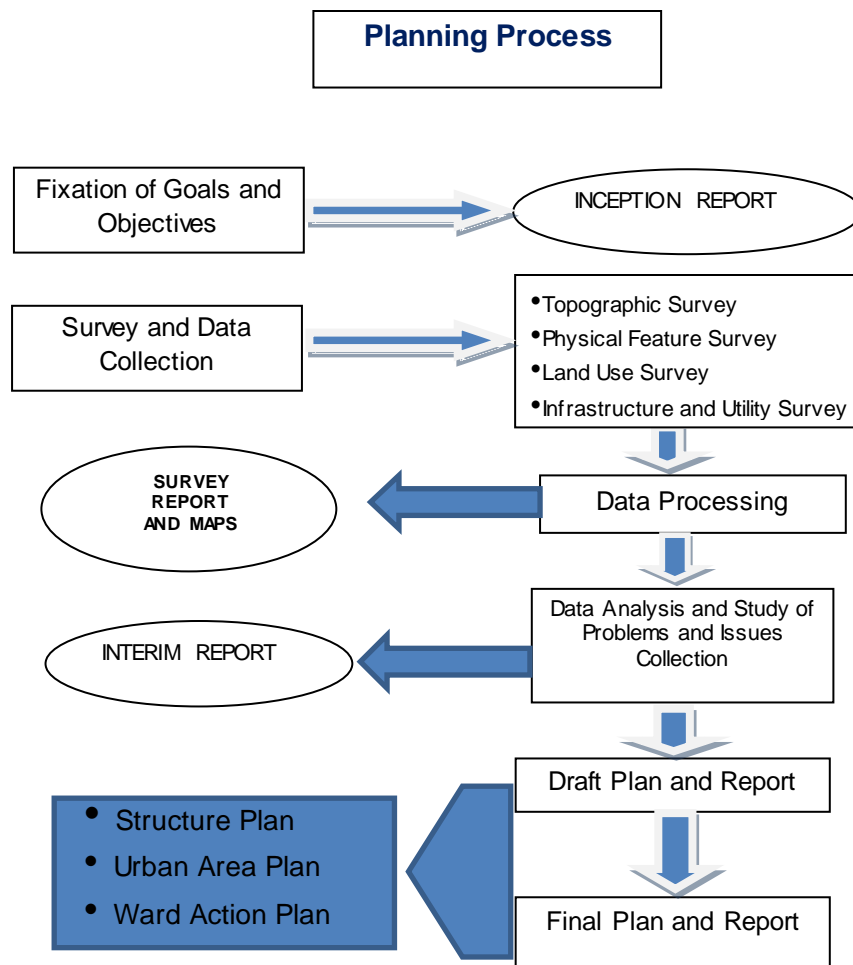 Planning Process
Fixation of Goals and
Objectives
INCEPTION REPORT
Survey and Data
Collection
•Topographic Survey
•Physical Feature Survey
•Land Use Survey
•Infrastructure and Utility Survey
SURVEY
REPORT
AND MAPS
Data Processing
Data Analysis and Study of
Problems and Issues
Collection
INTERIM REPORT
Draft Plan and Report
• Structure Plan
• Urban Area Plan
• Ward Action Plan
Final Plan and Report